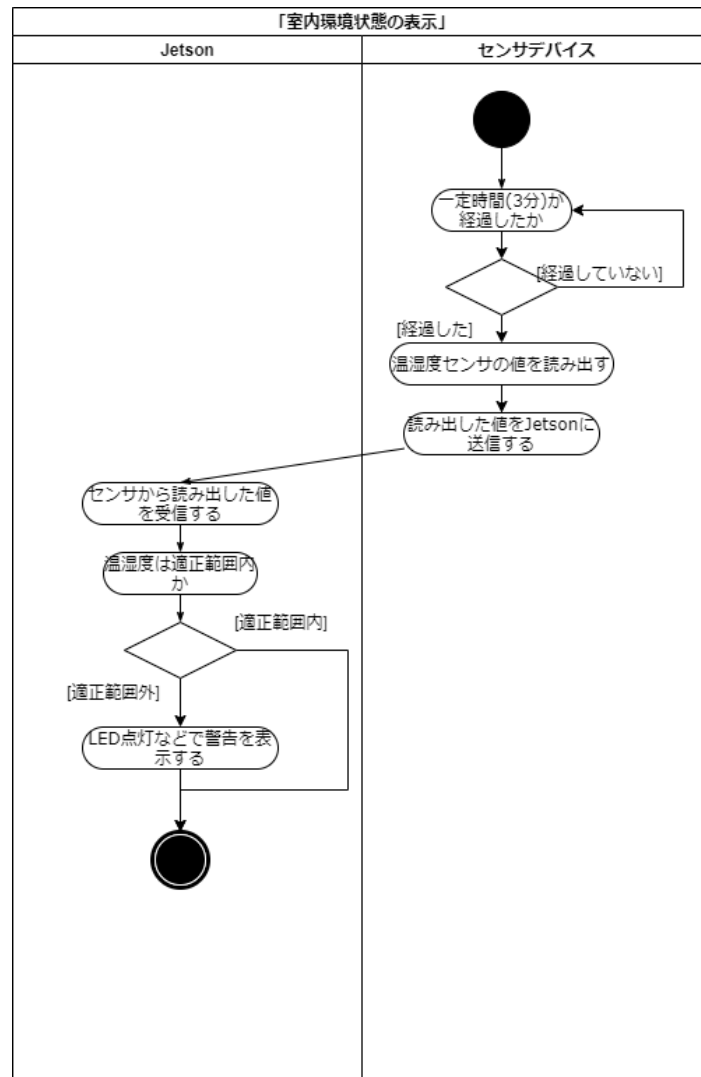 「室内環境状態の表示」
Jetson
センサデバイス
一定時間(3分)が
経過したか
[経過していない]
[経過した]
温湿度センサの値を読み出す
読み出した値をJetsonに
送信する
センサから読み出した値
を受信する
温湿度は適正範囲内
か
[適正範囲内]
[適正範囲外]
LED点灯などで警告を表
示する